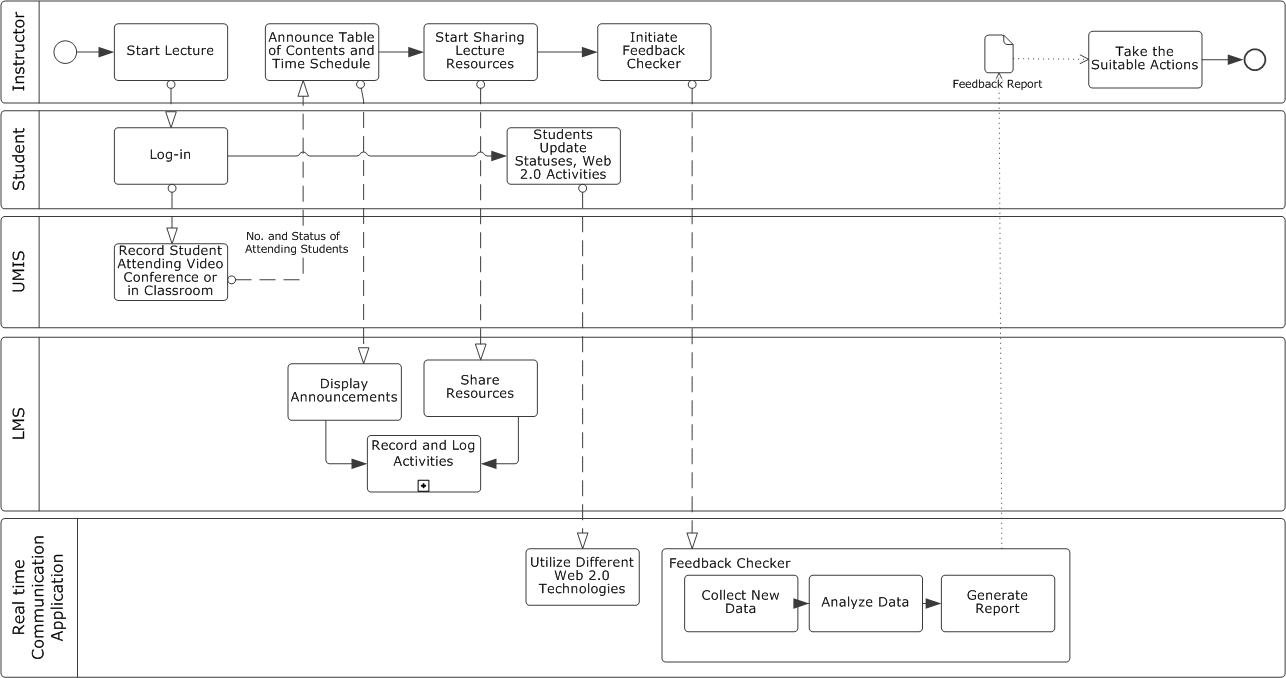 Instructor
Start Lecture
Announce Table
of Contents and
Time Schedule
Start Sharing
Lecture
Resources
Initiate
Feedback
Checker
Feedback Report
Take the
Suitable Actions
Student
Log-in
Students
Update
Statuses, Web
2.0 Activities
UMIS
Record Student
Attending Video
Conference or
in Classroom
No. and Status of
Attending Students
LMS
Display
Announcements
Share
Resources
Record and Log
Activities
Real time
Communication
Application
Utilize Different
Web 2.0
Technologies
Feedback Checker
Collect New
Data
Analyze Data
Generate
Report